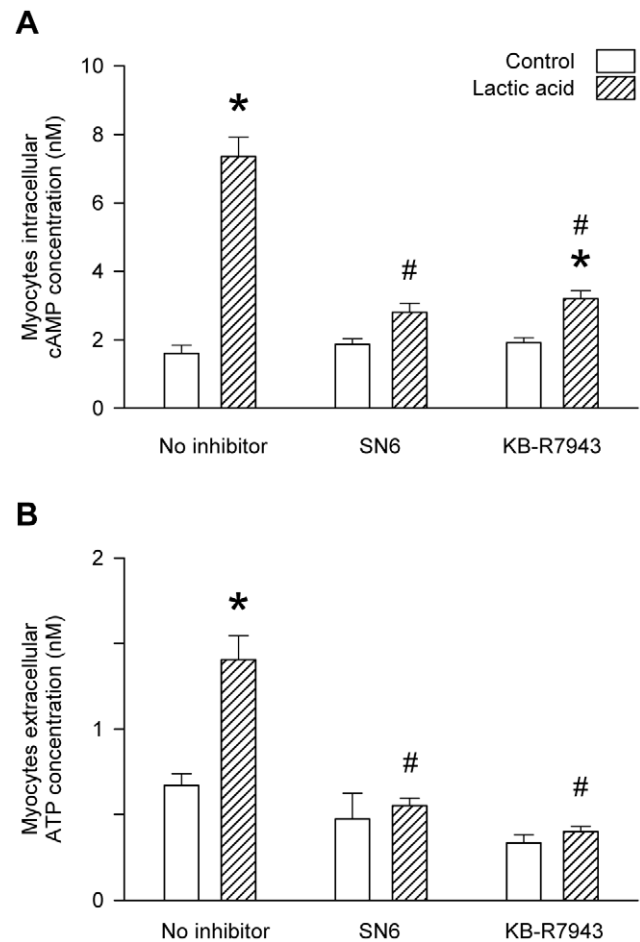 A
Control
Lactic acid
Myocytes intracellular
cAMP concentration (nM)
10
8
6
4
2
0
*
#
#
*
No inhibitor
SN6
KB-R7943
B
Myocytes extracellular
ATP concentration (nM)
2
1
0
*
#
#
No inhibitor
SN6
KB-R7943